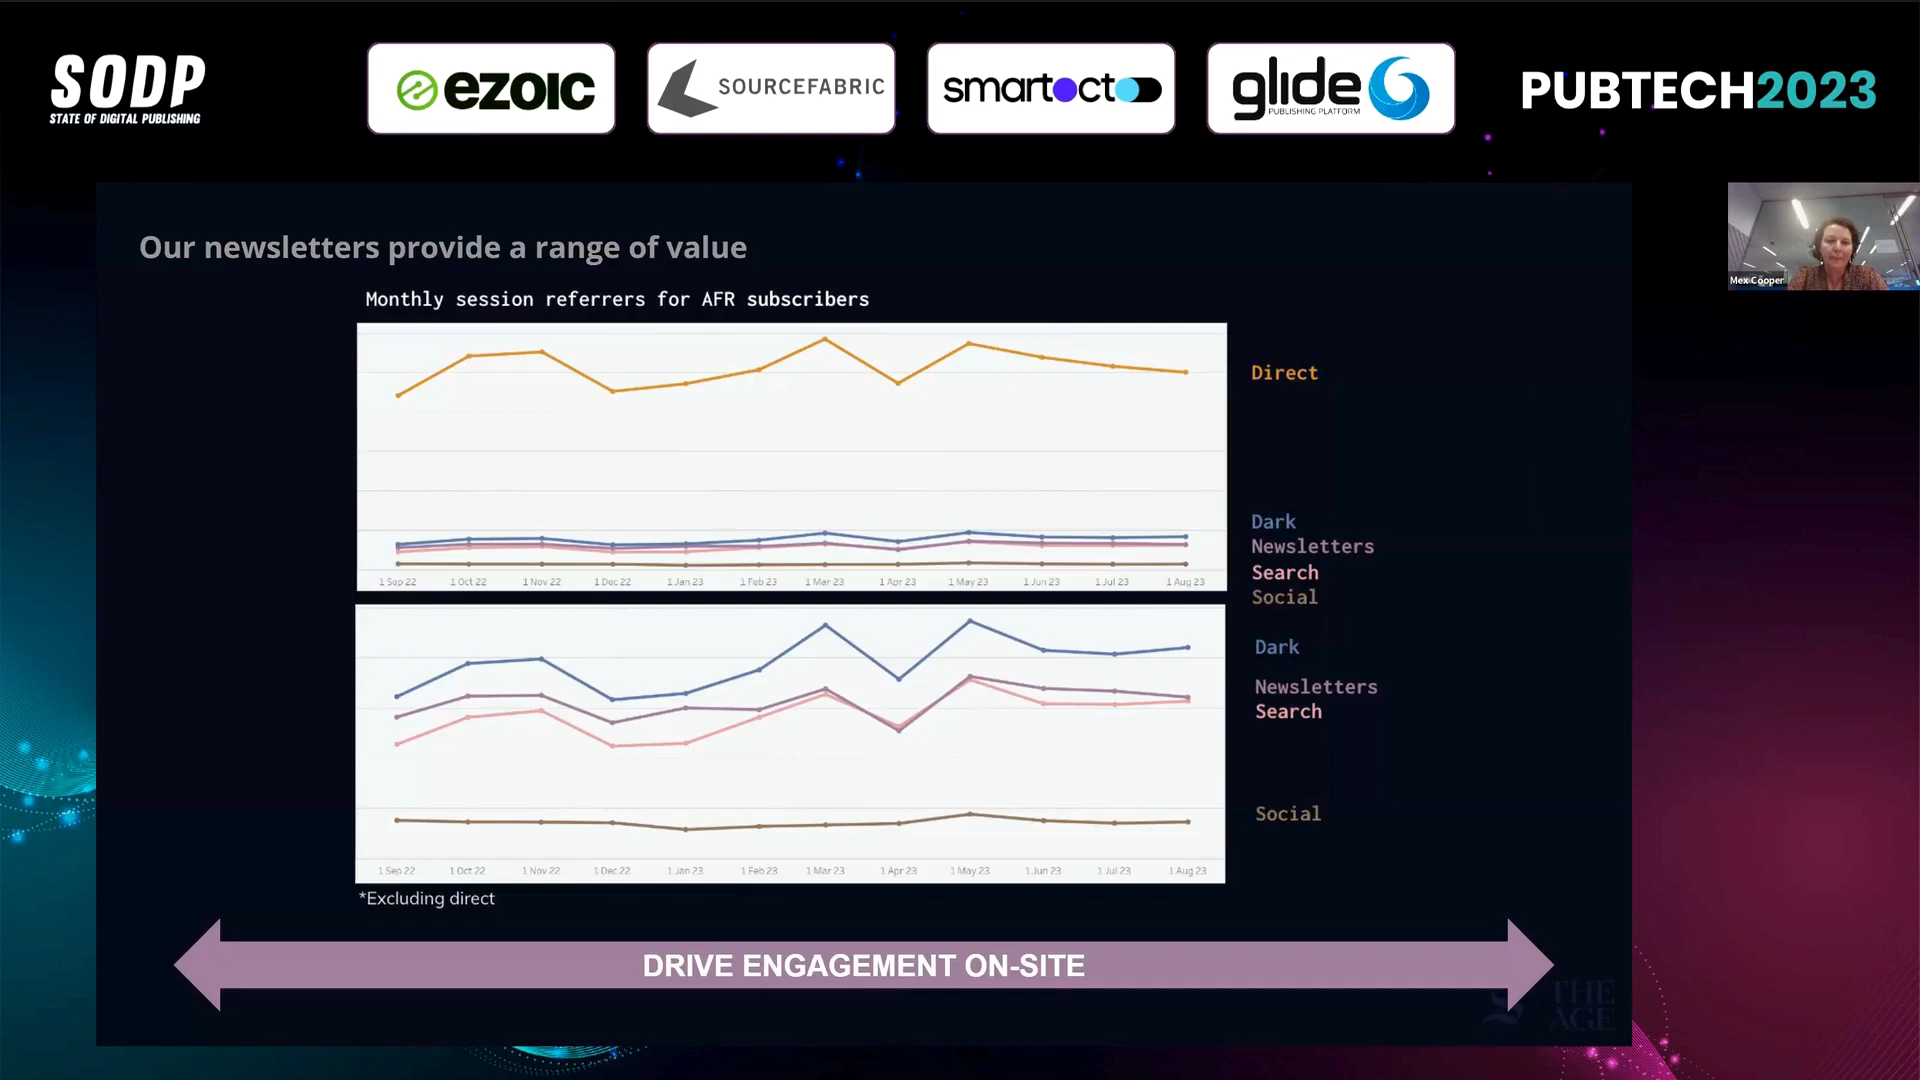 SODP
STATE OF DIGITAL PUBLISHING
ezoic
SOURCEFABRIC
smartocto
glide
PUBLISHING PLATFORM
PUBTECH2023
Mex Cooper
Our newsletters provide a range of value
Monthly session referrers for AFR subscribers
Direct
Dark
Newsletters
Search
Social
1 Sep 22 1 Oct 22 1 Nov 22 1 Dec 22 1 Jan 23 1 Feb 23 1 Mar 23 1 Apr 23 1 May 23 1 Jun 23 1 Jul 23 1 Aug 23
Dark
Newsletters
Search
Social
1 Sep 22 1 Oct 22 1 Nov 22 1 Dec 22 1 Jan 23 1 Feb 23 1 Mar 23 1 Apr 23 1 May 23 1 Jun 23 1 Jul 23 1 Aug 23
*Excluding direct
DRIVE ENGAGEMENT ON-SITE
THE
AGE